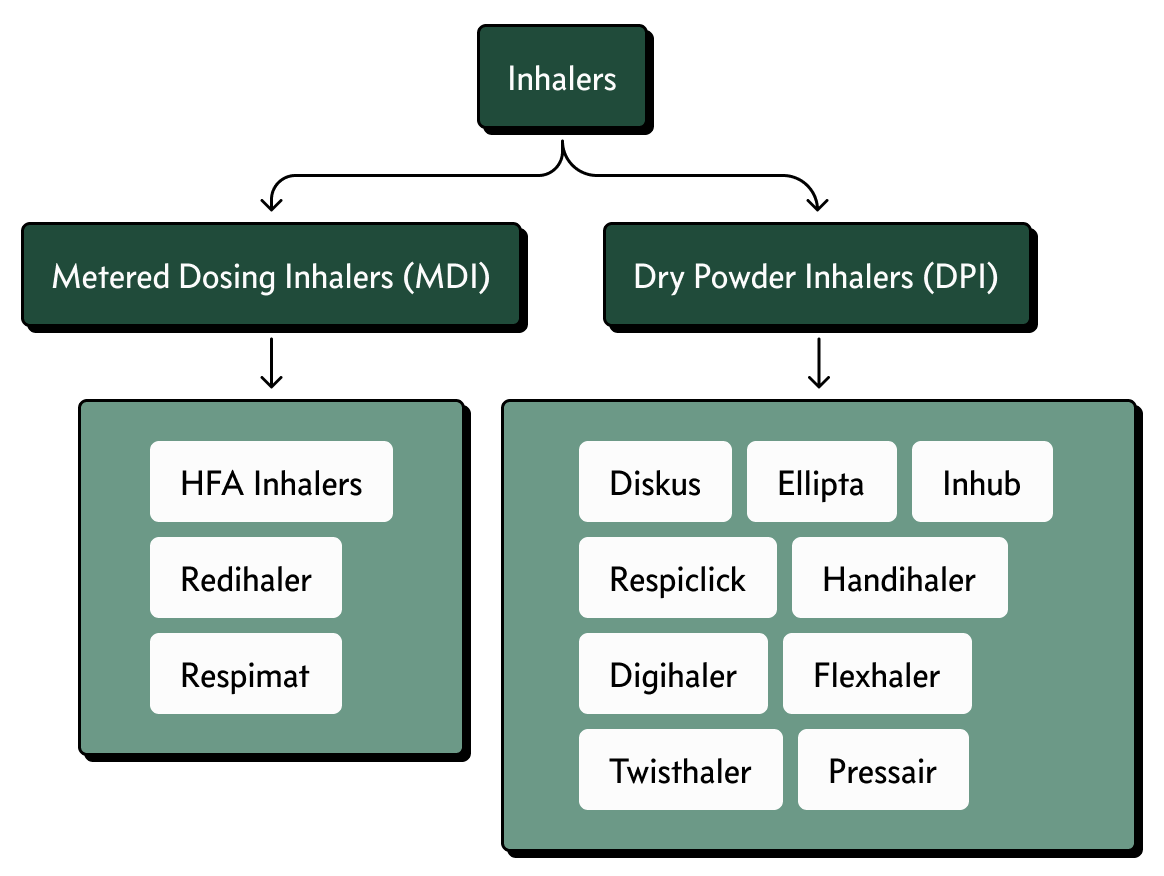 Inhalers
Metered Dosing Inhalers (MDI)
Dry Powder Inhalers (DPI)
HFA Inhalers
Redihaler
Respimat
Diskus
Ellipta
Inhub
Respiclick
Handihaler
Digihaler
Flexhaler
Twisthaler
Pressair